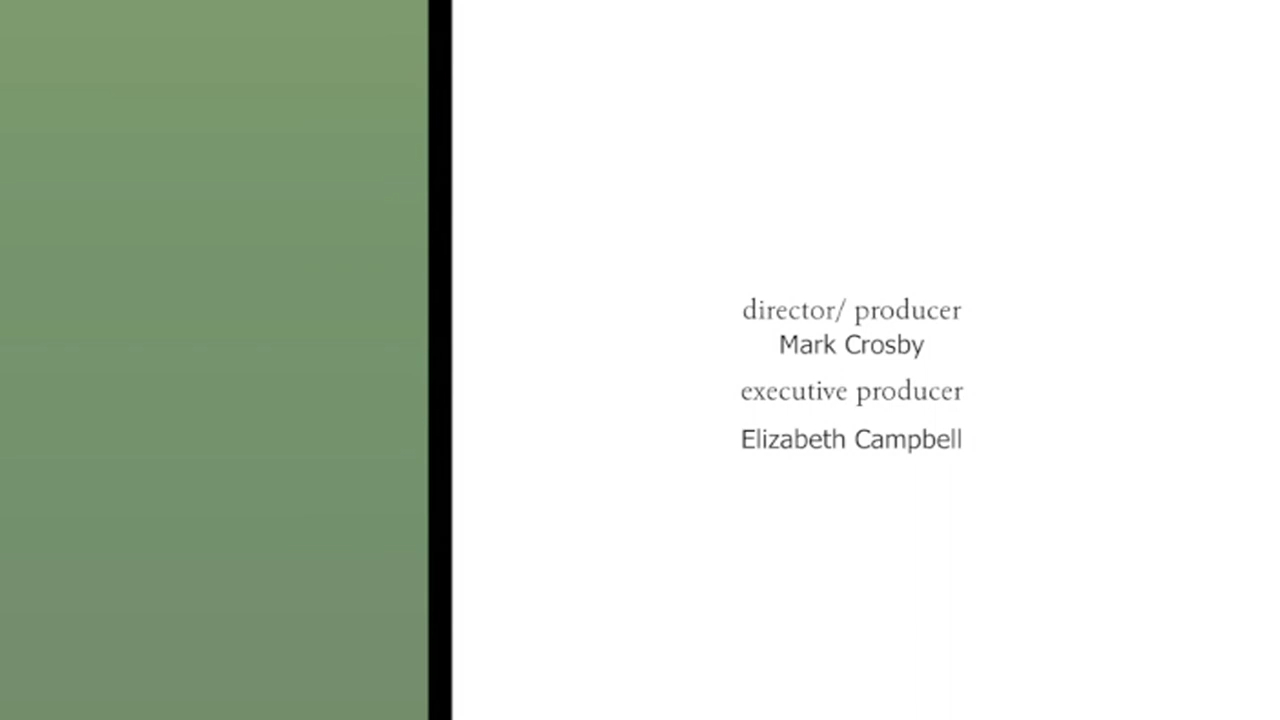 director/ producer
Mark Crosby
executive producer
Elizabeth Campbell